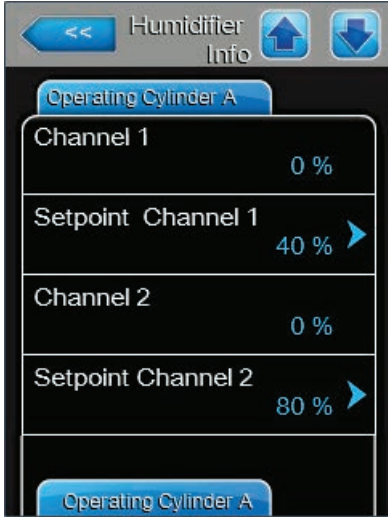 <<
Humidifier
Info
Operating Cylinder A
Channel 1
0 %
Setpoint Channel 1
40 %
Channel 2
0 %
Setpoint Channel 2
80 %
Operating Cylinder A